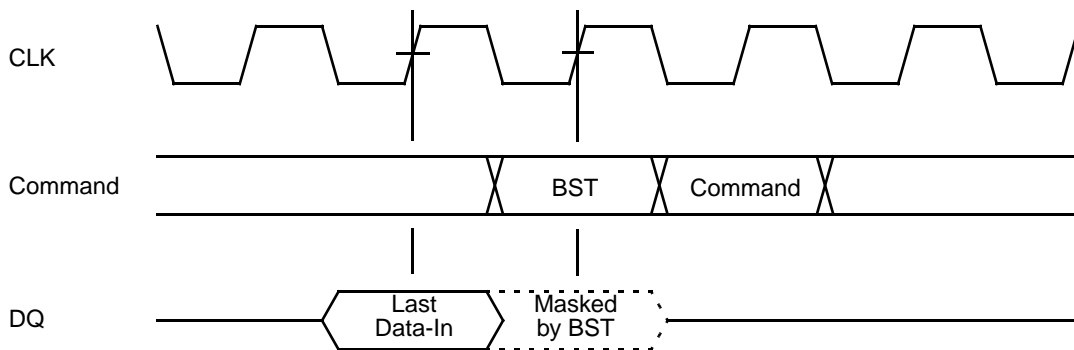 CLK
Command
BST
Command
DQ
Last
Data-In
Masked
by BST